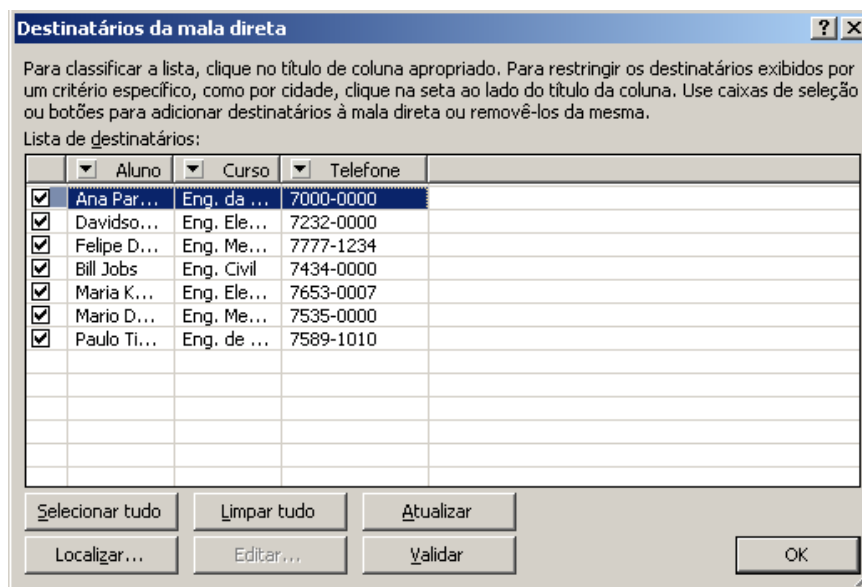 Destinatários da mala direta
Para classificar a lista, clique no título de coluna apropriado. Para restringir os destinatários exibidos por
um critério específico, como por cidade, clique na seta ao lado do título da coluna. Use caixas de seleção
ou botões para adicionar destinatários à mala direta ou removê-los da mesma.
Lista de destinatários:
Aluno Curso Telefone
Ana Par... Eng. da ... 7000-0000
Davidso... Eng. Ele... 7232-0000
Felipe D... Eng. Me... 7777-1234
Bill Jobs Eng. Civil 7434-0000
Maria K... Eng. Ele... 7653-0007
Mario D... Eng. Me... 7535-0000
Paulo Ti... Eng. de ... 7589-1010
Selecionar tudo Limpar tudo Atualizar
Localizar... Editar... Validar OK